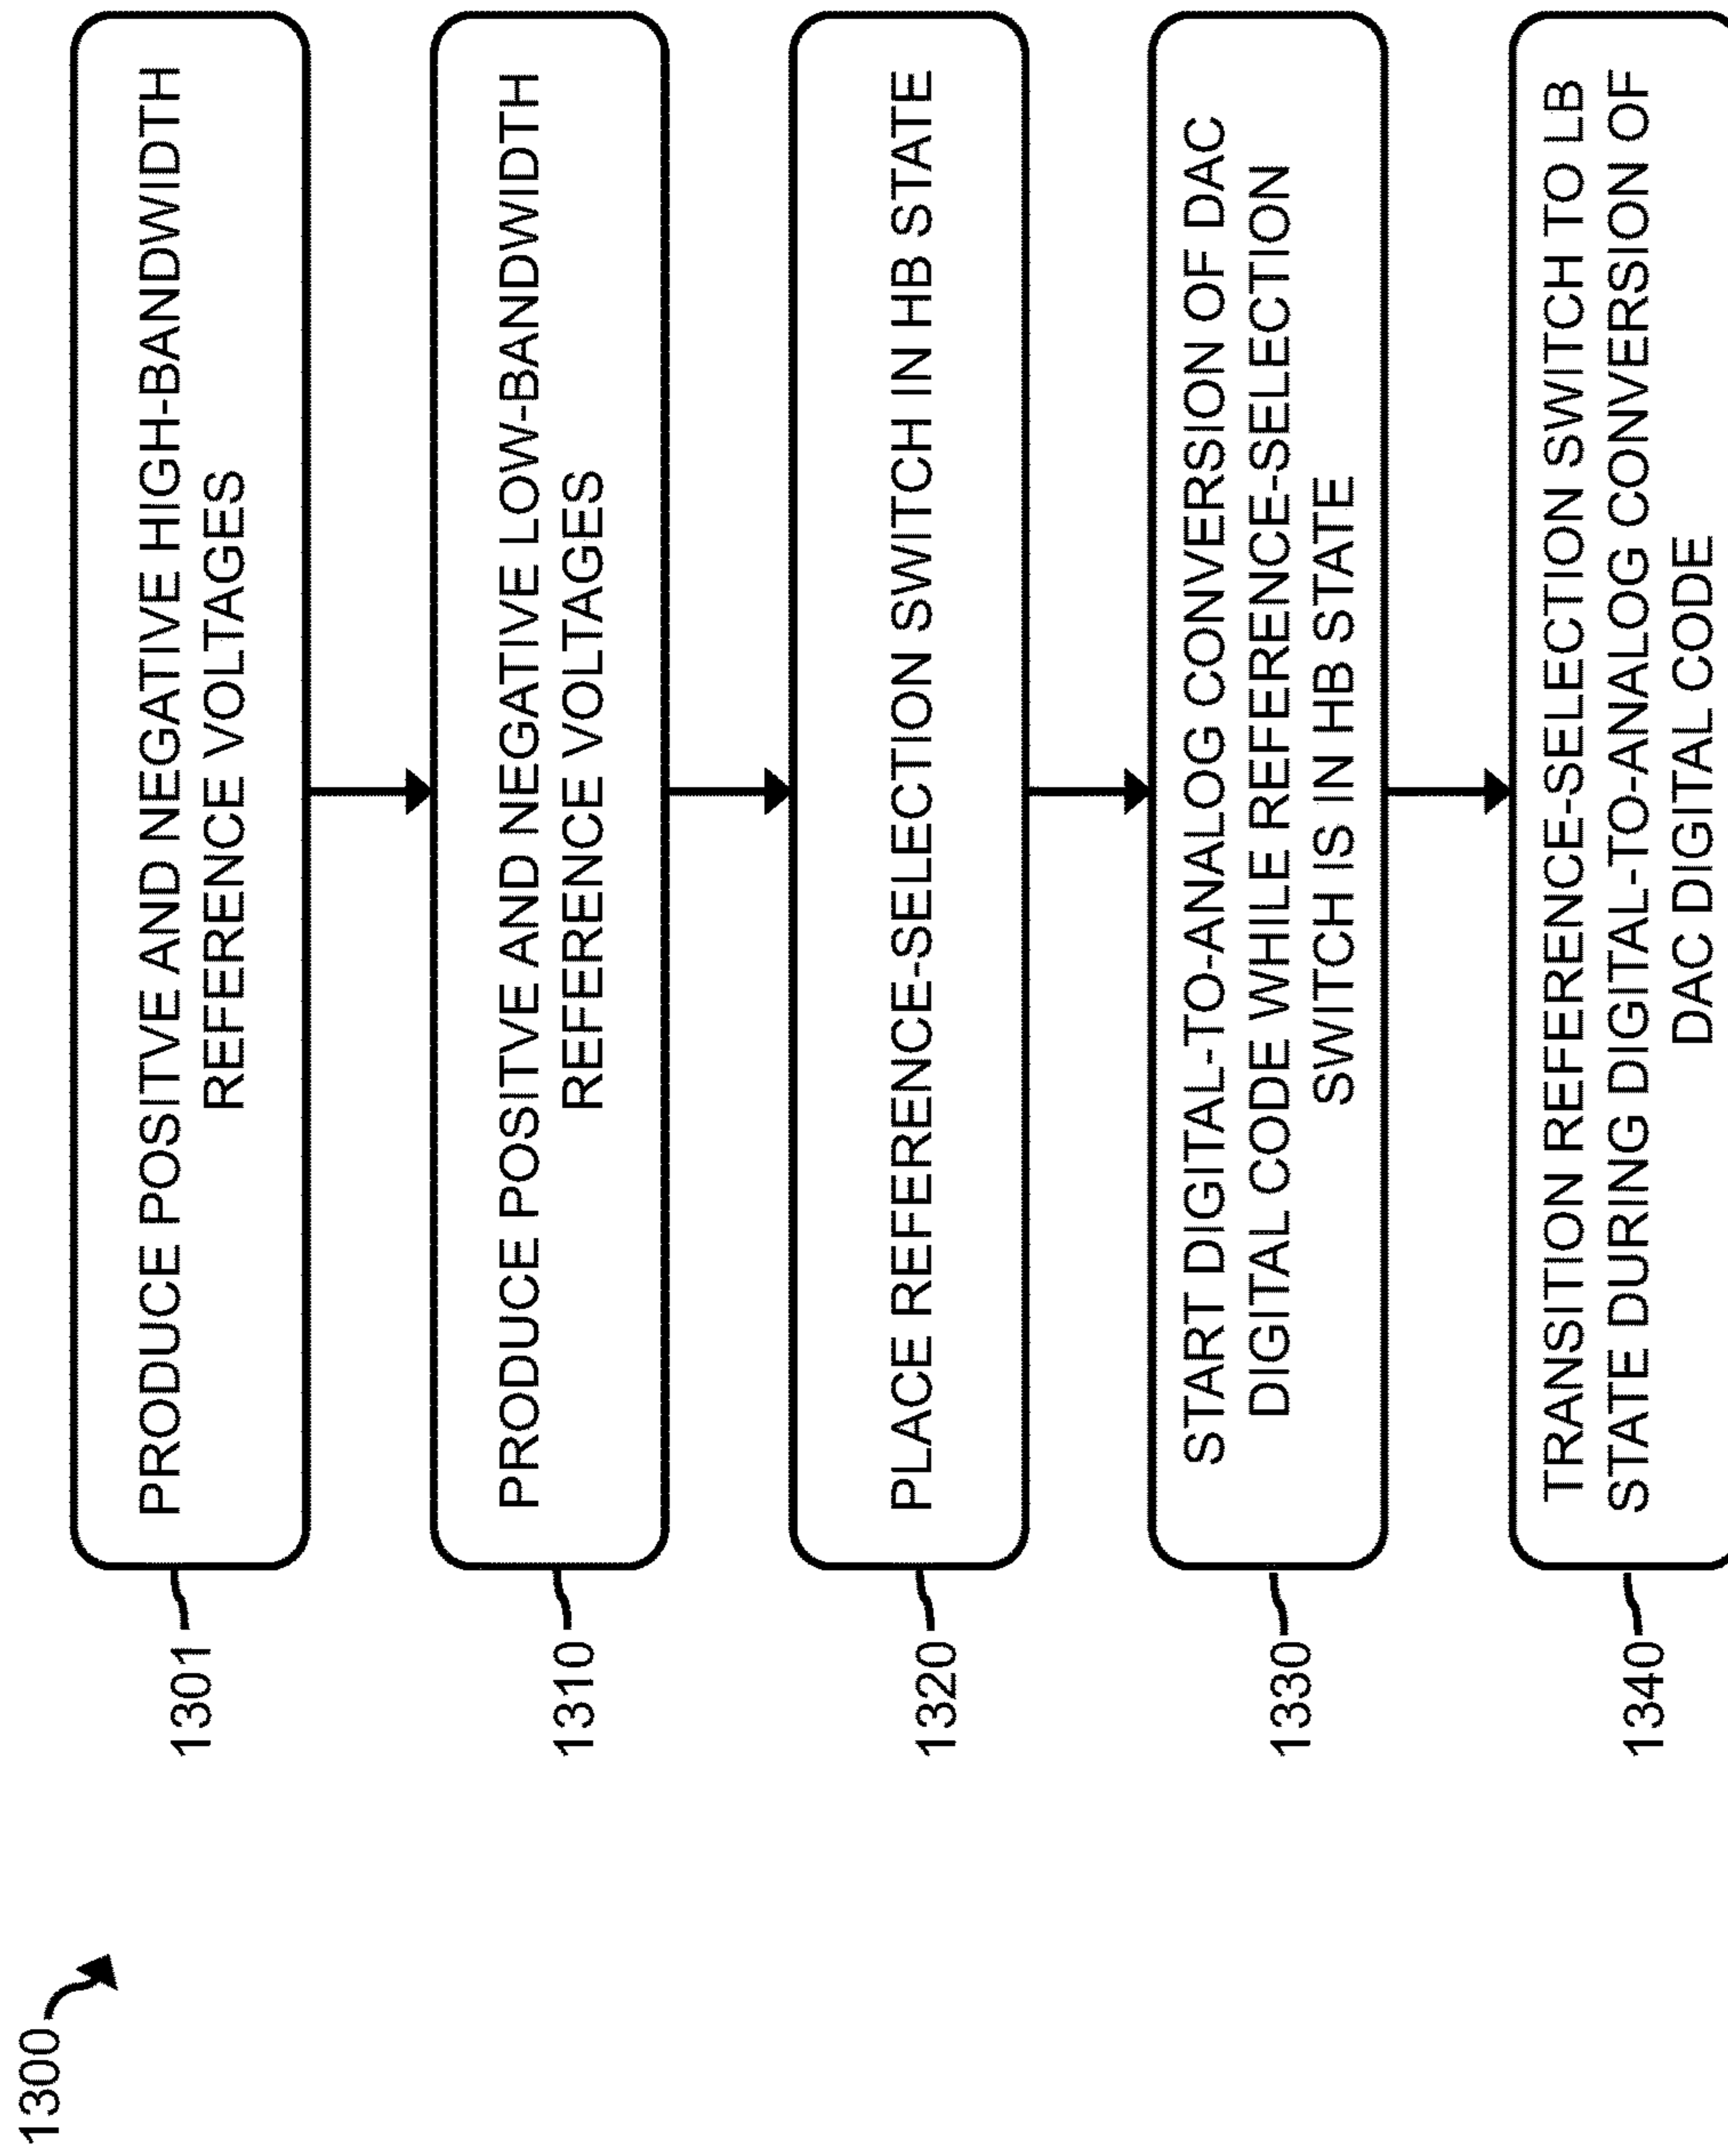 1300
1301
PRODUCE POSITIVE AND NEGATIVE HIGH-BANDWIDTH
REFERENCE VOLTAGES
1310
PRODUCE POSITIVE AND NEGATIVE LOW-BANDWIDTH
REFERENCE VOLTAGES
1320
PLACE REFERENCE-SELECTION SWITCH IN HB STATE
1330
START DIGITAL-TO-ANALOG CONVERSION OF DAC
DIGITAL CODE WHILE REFERENCE-SELECTION
SWITCH IS IN HB STATE
1340
TRANSITION REFERENCE-SELECTION SWITCH TO LB
STATE DURING DIGITAL-TO-ANALOG CONVERSION OF
DAC DIGITAL CODE